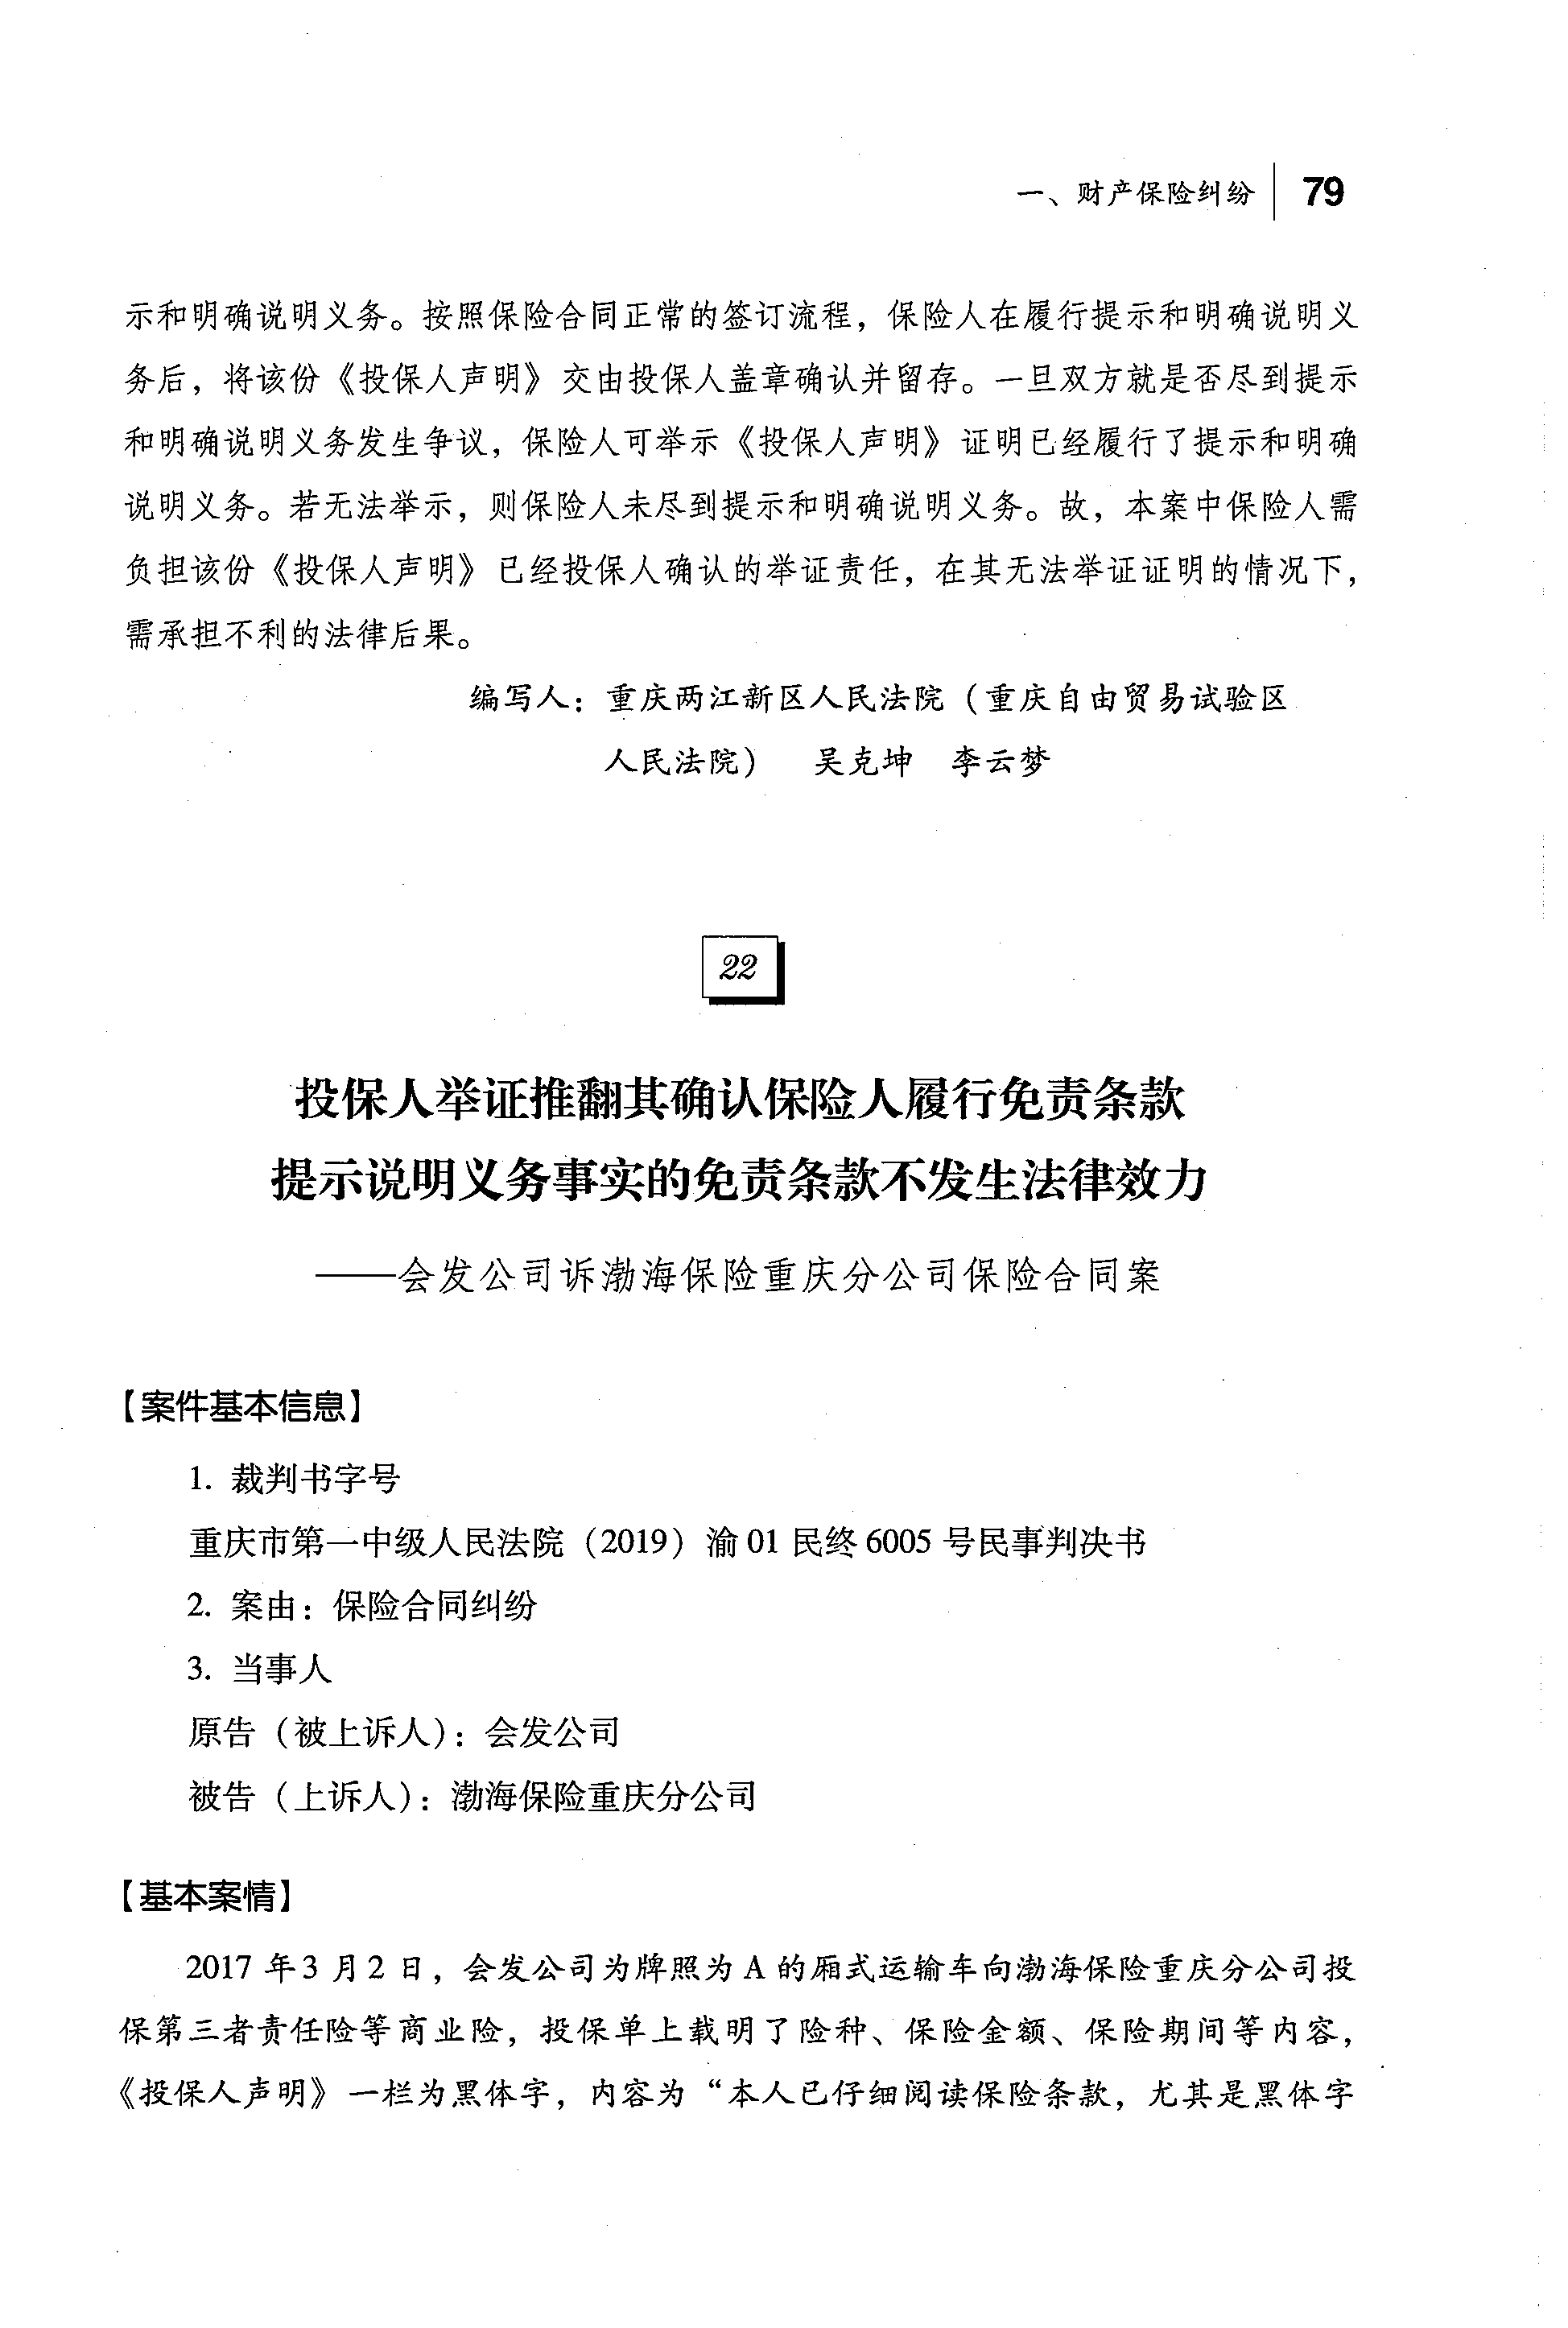 一、财产保险纠纷 79
示和明确说明义务。按照保险合同正常的签订流程，保险人在履行提示和明确说明义
务后，将该份《投保人声明》交由投保人盖章确认并留存。一旦双方就是否尽到提示
和明确说明义务发生争议，保险人可举示《投保人声明》证明已经履行了提示和明确
说明义务。若无法举示，则保险人未尽到提示和明确说明义务。故，本案中保险人需
负担该份《投保人声明》已经投保人确认的举证责任，在其无法举证证明的情况下，
需承担不利的法律后果。
编写人：重庆两江新区人民法院（重庆自由贸易试验区
人民法院） 吴克坤 李云梦
22
投保人举证推翻其确认保险人履行免责条款
提示说明义务事实的免责条款不发生法律效力
——会发公司诉渤海保险重庆分公司保险合同案
【案件基本信息】
1. 裁判书字号
重庆市第一中级人民法院（2019）渝01民终6005号民事判决书
2. 案由：保险合同纠纷
3. 当事人
原告（被上诉人）：会发公司
被告（上诉人）：渤海保险重庆分公司
【基本案情】
2017年3月2日，会发公司为牌照为A的厢式运输车向渤海保险重庆分公司投
保第三者责任险等商业险，投保单上载明了险种、保险金额、保险期间等内容，
《投保人声明》一栏为黑体字，内容为“本人已仔细阅读保险条款，尤其是黑体字